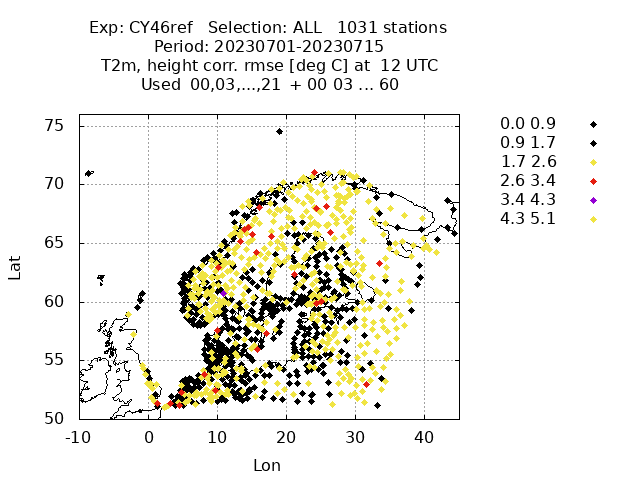 Exp: CY46ref   Selection: ALL   1031 stations
Period: 20230701-20230715
T2m, height corr. rmse [deg C] at  12 UTC
Used  00,03,...,21  + 00 03 ... 60
75
70
65
60
55
50
Lat
-10 0 10 20 30 40
Lon
0.0 0.9
0.9 1.7
1.7 2.6
2.6 3.4
3.4 4.3
4.3 5.1